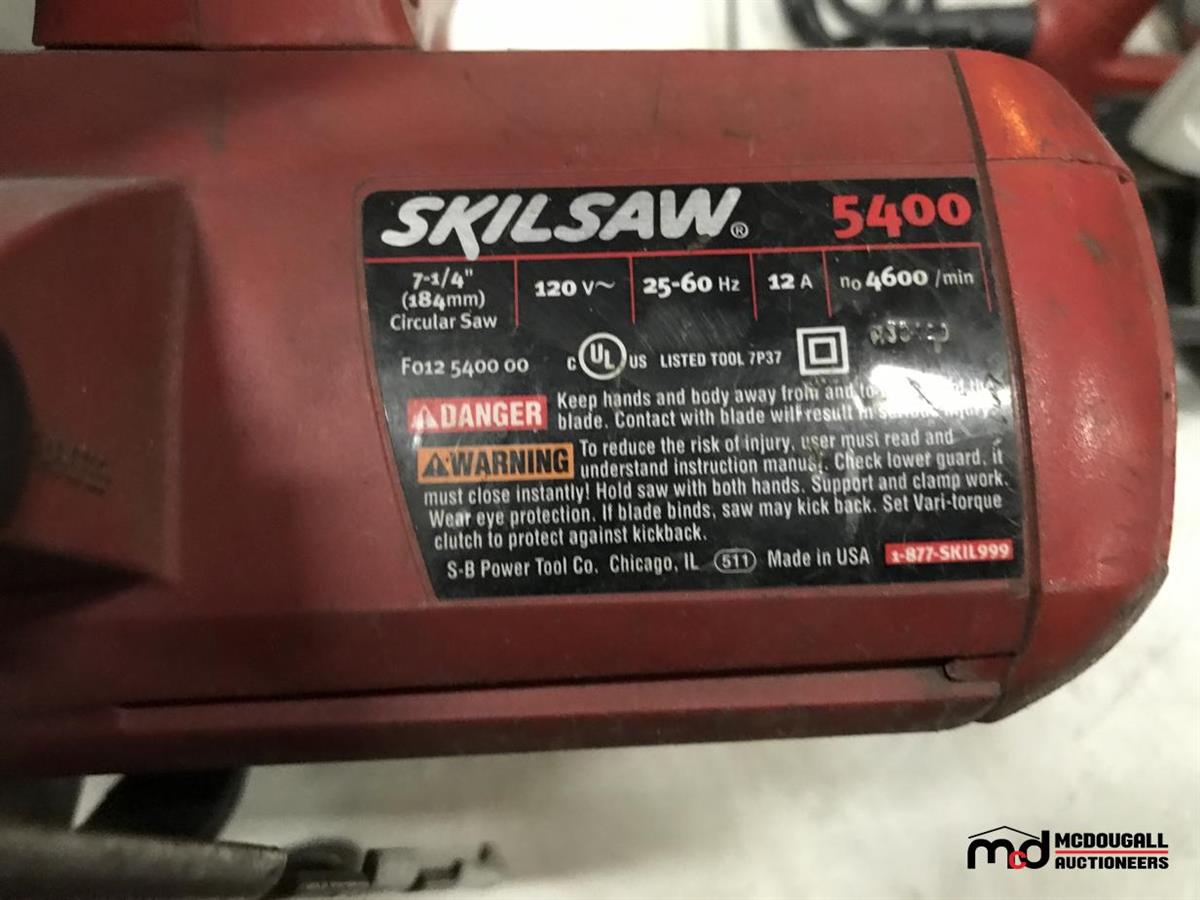 SKILSAW® 5400
7-1/4"
(184mm)
Circular Saw
120 V~
25-60 Hz
12 A
no 4600 /min
F012 5400 00
C UL US LISTED TOOL 7P37
DANGER Keep hands and body away from and
blade. Contact with blade will result in
WARNING To reduce the risk of injury, user must read and
understand instruction manual. Check lower guard, it
must close instantly! Hold saw with both hands. Support and clamp work.
Wear eye protection. If blade binds, saw may kick back. Set Vari-torque
clutch to protect against kickback.
S-B Power Tool Co. Chicago, IL 511 Made in USA 1-877-SKIL999
mcd MCDOUGALL
AUCTIONEERS